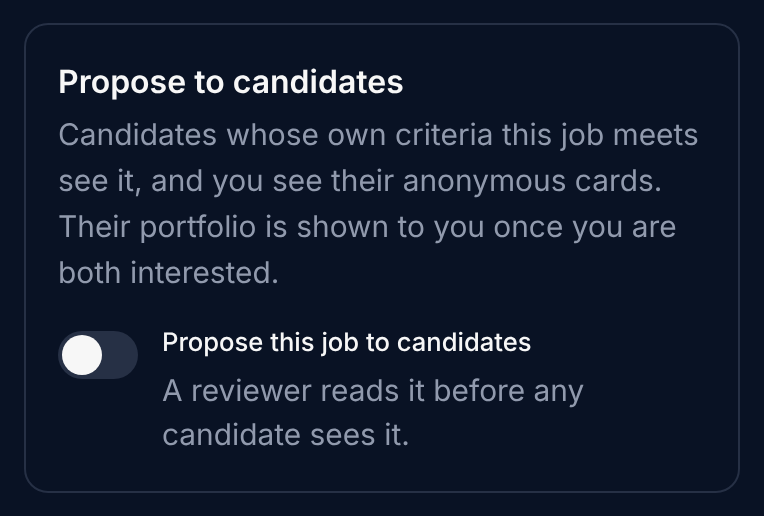 Propose to candidates
Candidates whose own criteria this job meets
see it, and you see their anonymous cards.
Their portfolio is shown to you once you are
both interested.
Propose this job to candidates
A reviewer reads it before any
candidate sees it.